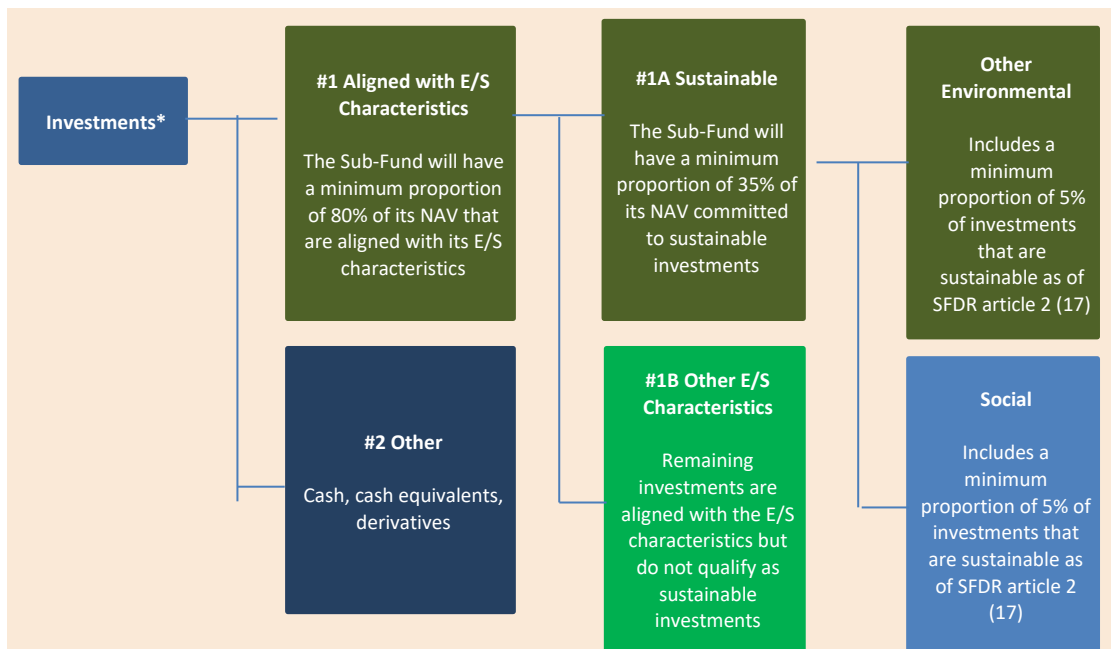 Investments*
#1 Aligned with E/S
Characteristics
The Sub-Fund will have
a minimum proportion
of 80% of its NAV that
are aligned with its E/S
characteristics
#2 Other
Cash, cash equivalents,
derivatives
#1A Sustainable
The Sub-Fund will
have a minimum
proportion of 35% of
its NAV committed
to sustainable
investments
#1B Other E/S
Characteristics
Remaining
investments are
aligned with the E/S
characteristics but
do not qualify as
sustainable
investments
Other
Environmental
Includes a
minimum
proportion of 5%
of investments
that are
sustainable as of
SFDR article 2 (17)
Social
Includes a
minimum
proportion of 5% of
investments that
are sustainable as
of SFDR article 2
(17)